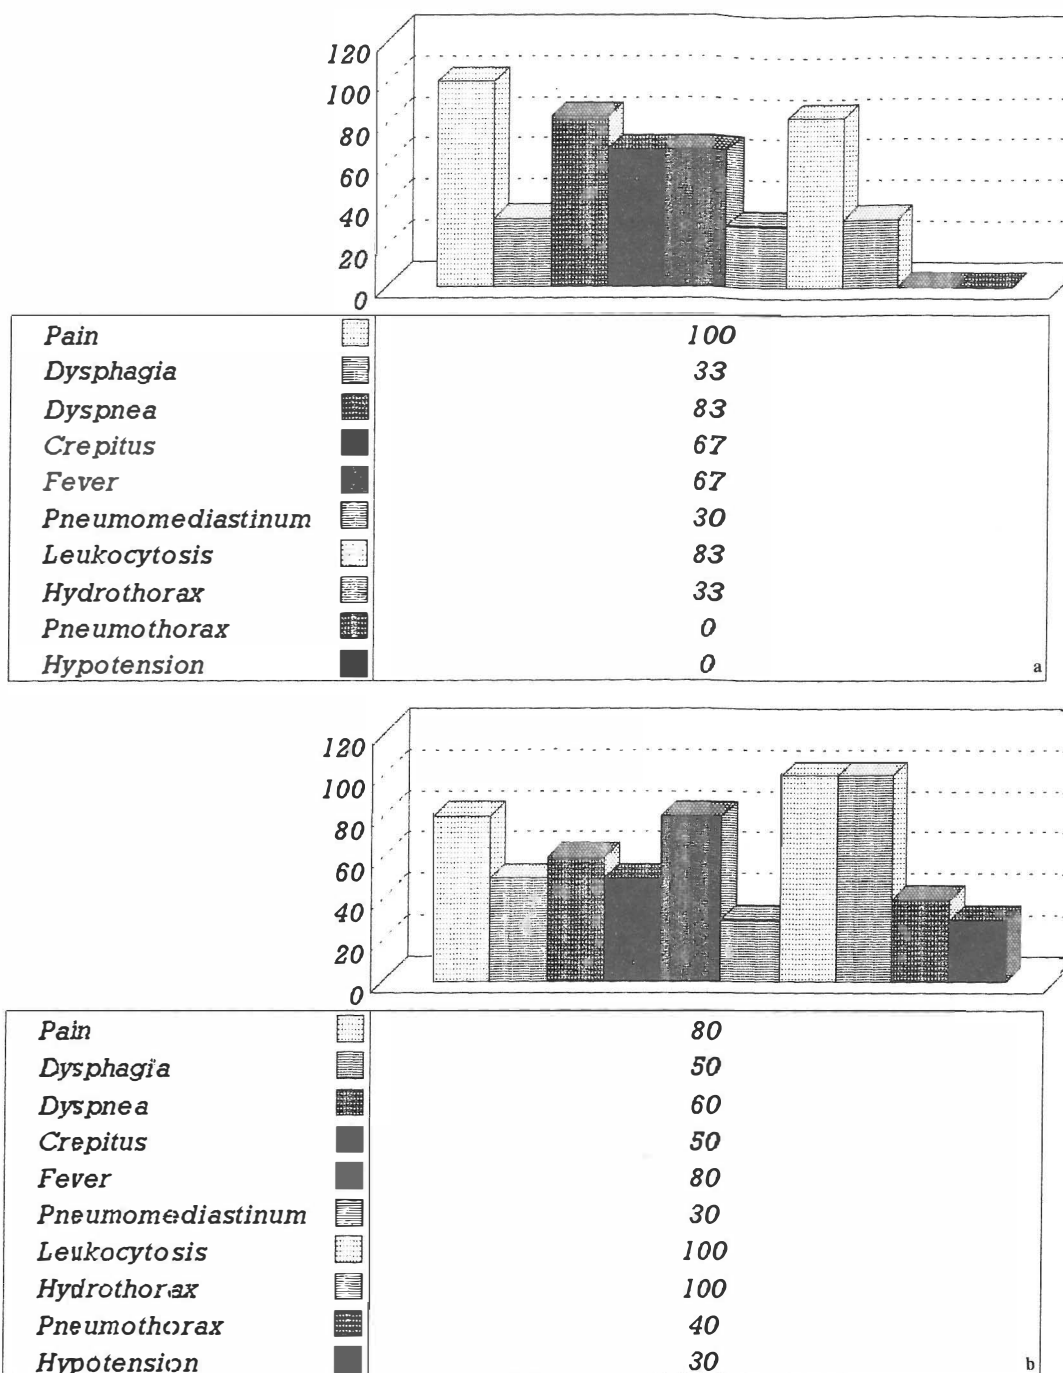 120
100
80
60
40
20
0
Pain 100
Dysphagia 33
Dyspnea 83
Crepitus 67
Fever 67
Pneumomediastinum 30
Leukocytosis 83
Hydrothorax 33
Pneumothorax 0
Hypotension 0 a
120
100
80
60
40
20
0
Pain 80
Dysphagia 50
Dyspnea 60
Crepitus 50
Fever 80
Pneumomediastinum 30
Leukocytosis 100
Hydrothorax 100
Pneumothorax 40
Hypotension 30 b